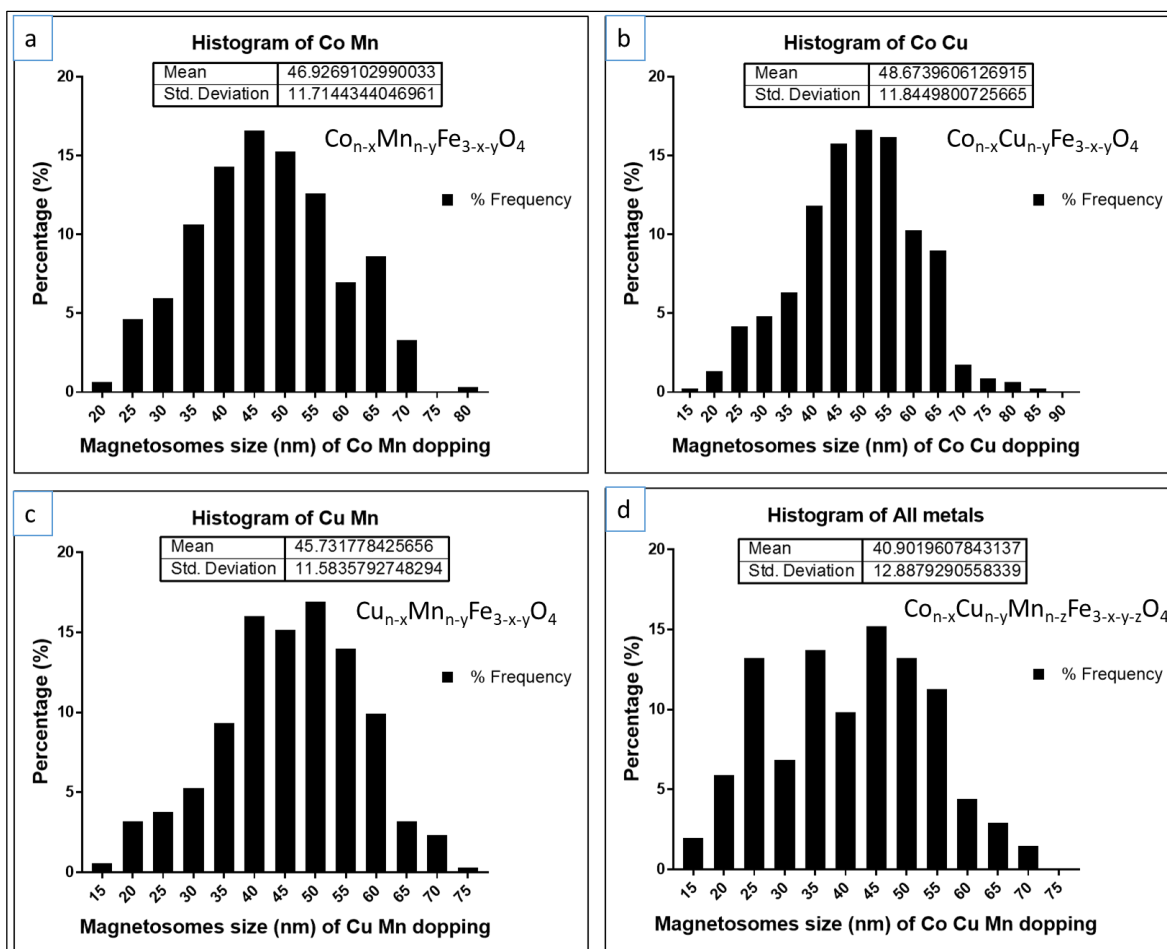 a
Histogram of Co Mn
Mean 46.9269102990033
Std. Deviation 11.7144344046961
Co n-x Mn n-y Fe 3-x-y O 4
% Frequency
Percentage (%)
20
15
10
5
0
20 25 30 35 40 45 50 55 60 65 70 75 80
Magnetosomes size (nm) of Co Mn dopping
b
Histogram of Co Cu
Mean 48.6739606126915
Std. Deviation 11.8449800725665
Co n-x Cu n-y Fe 3-x-y O 4
% Frequency
Percentage (%)
20
15
10
5
0
15 20 25 30 35 40 45 50 55 60 65 70 75 80 85 90
Magnetosomes size (nm) of Co Cu dopping
c
Histogram of Cu Mn
Mean 45.731778425656
Std. Deviation 11.5835792748294
Cu n-x Mn n-y Fe 3-x-y O 4
% Frequency
Percentage (%)
20
15
10
5
0
15 20 25 30 35 40 45 50 55 60 65 70 75
Magnetosomes size (nm) of Cu Mn dopping
d
Histogram of All metals
Mean 40.9019607843137
Std. Deviation 12.8879290558339
Co n-x Cu n-y Mn n-z Fe 3-x-y-z O 4
% Frequency
Percentage (%)
20
15
10
5
0
15 20 25 30 35 40 45 50 55 60 65 70 75
Magnetosomes size (nm) of Co Cu Mn dopping